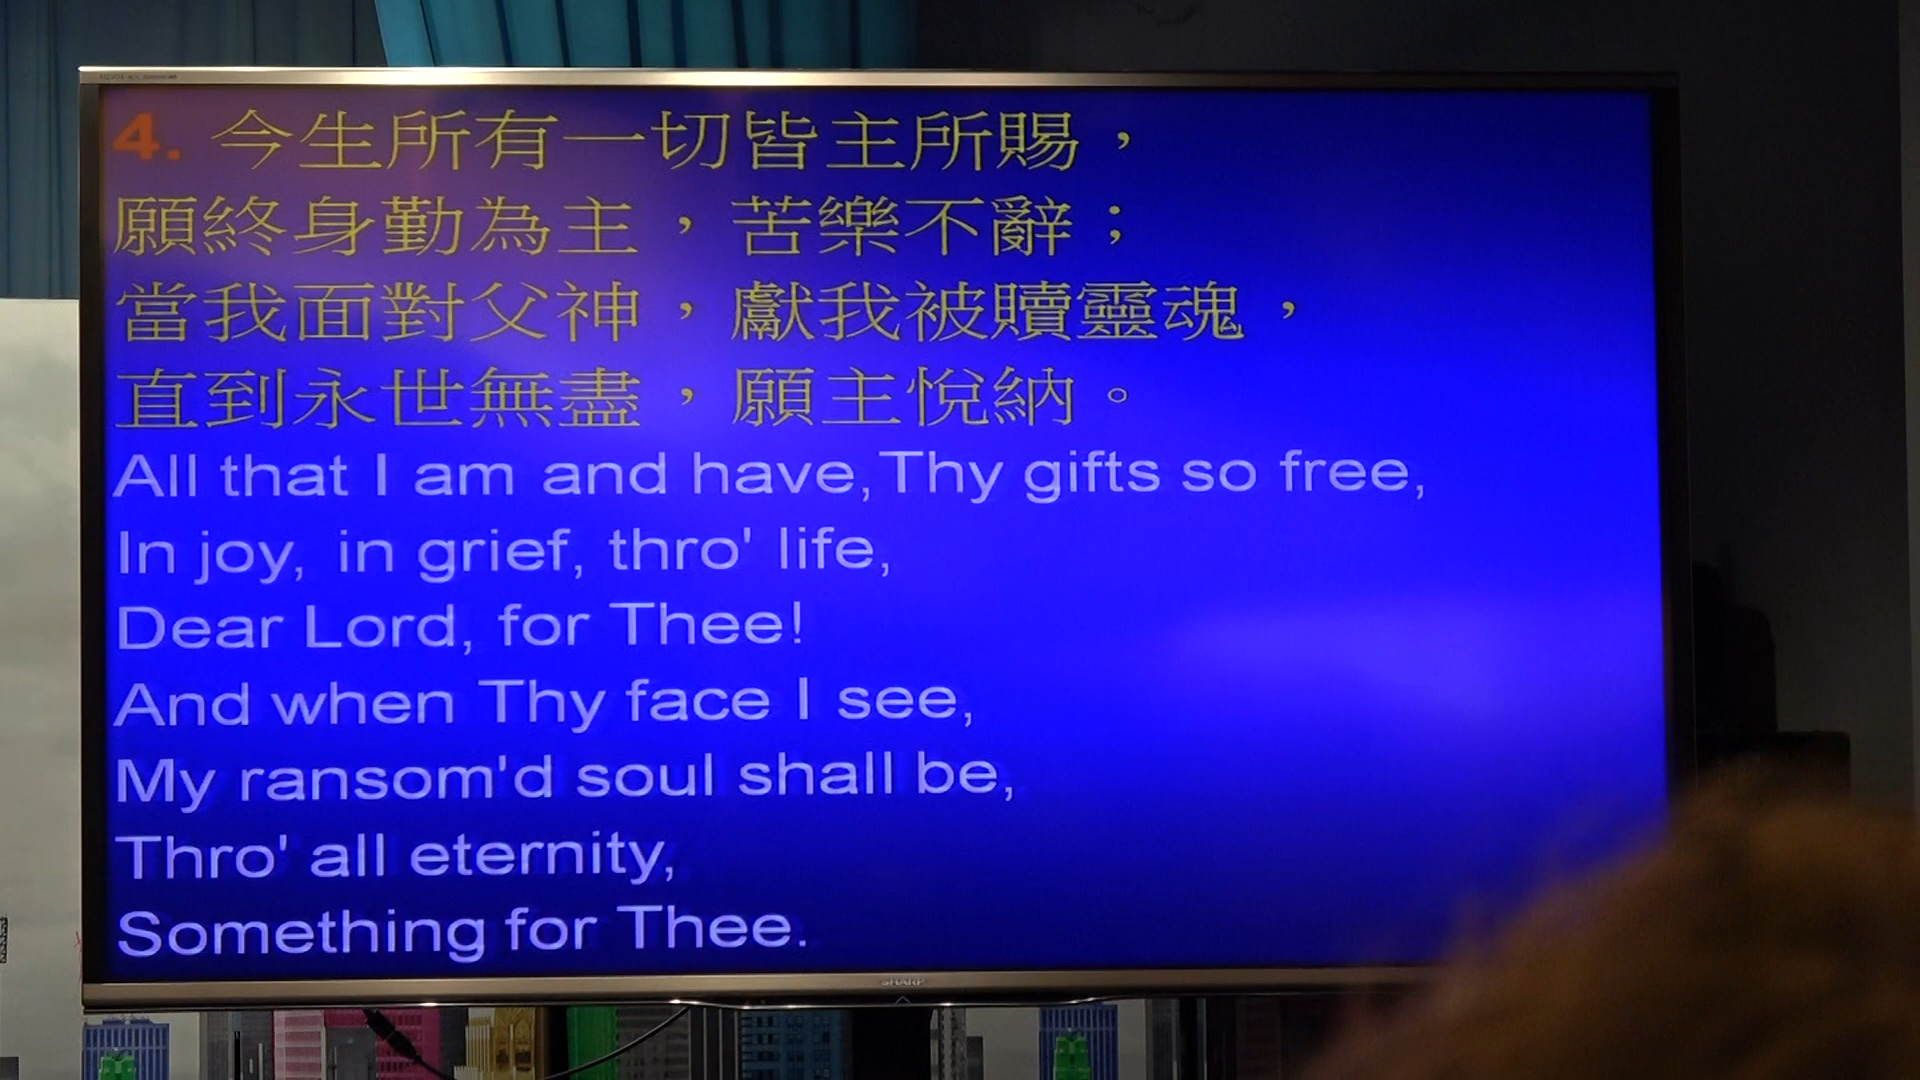 4. 今生所有一切皆主所賜，
願終身勤為主，苦樂不辭；
當我面對父神，獻我被贖靈魂，
直到永世無盡，願主悅納。
All that I am and have,Thy gifts so free,
In joy, in grief, thro' life,
Dear Lord, for Thee!
And when Thy face I see,
My ransom'd soul shall be,
Thro' all eternity,
Something for Thee.
SHARP